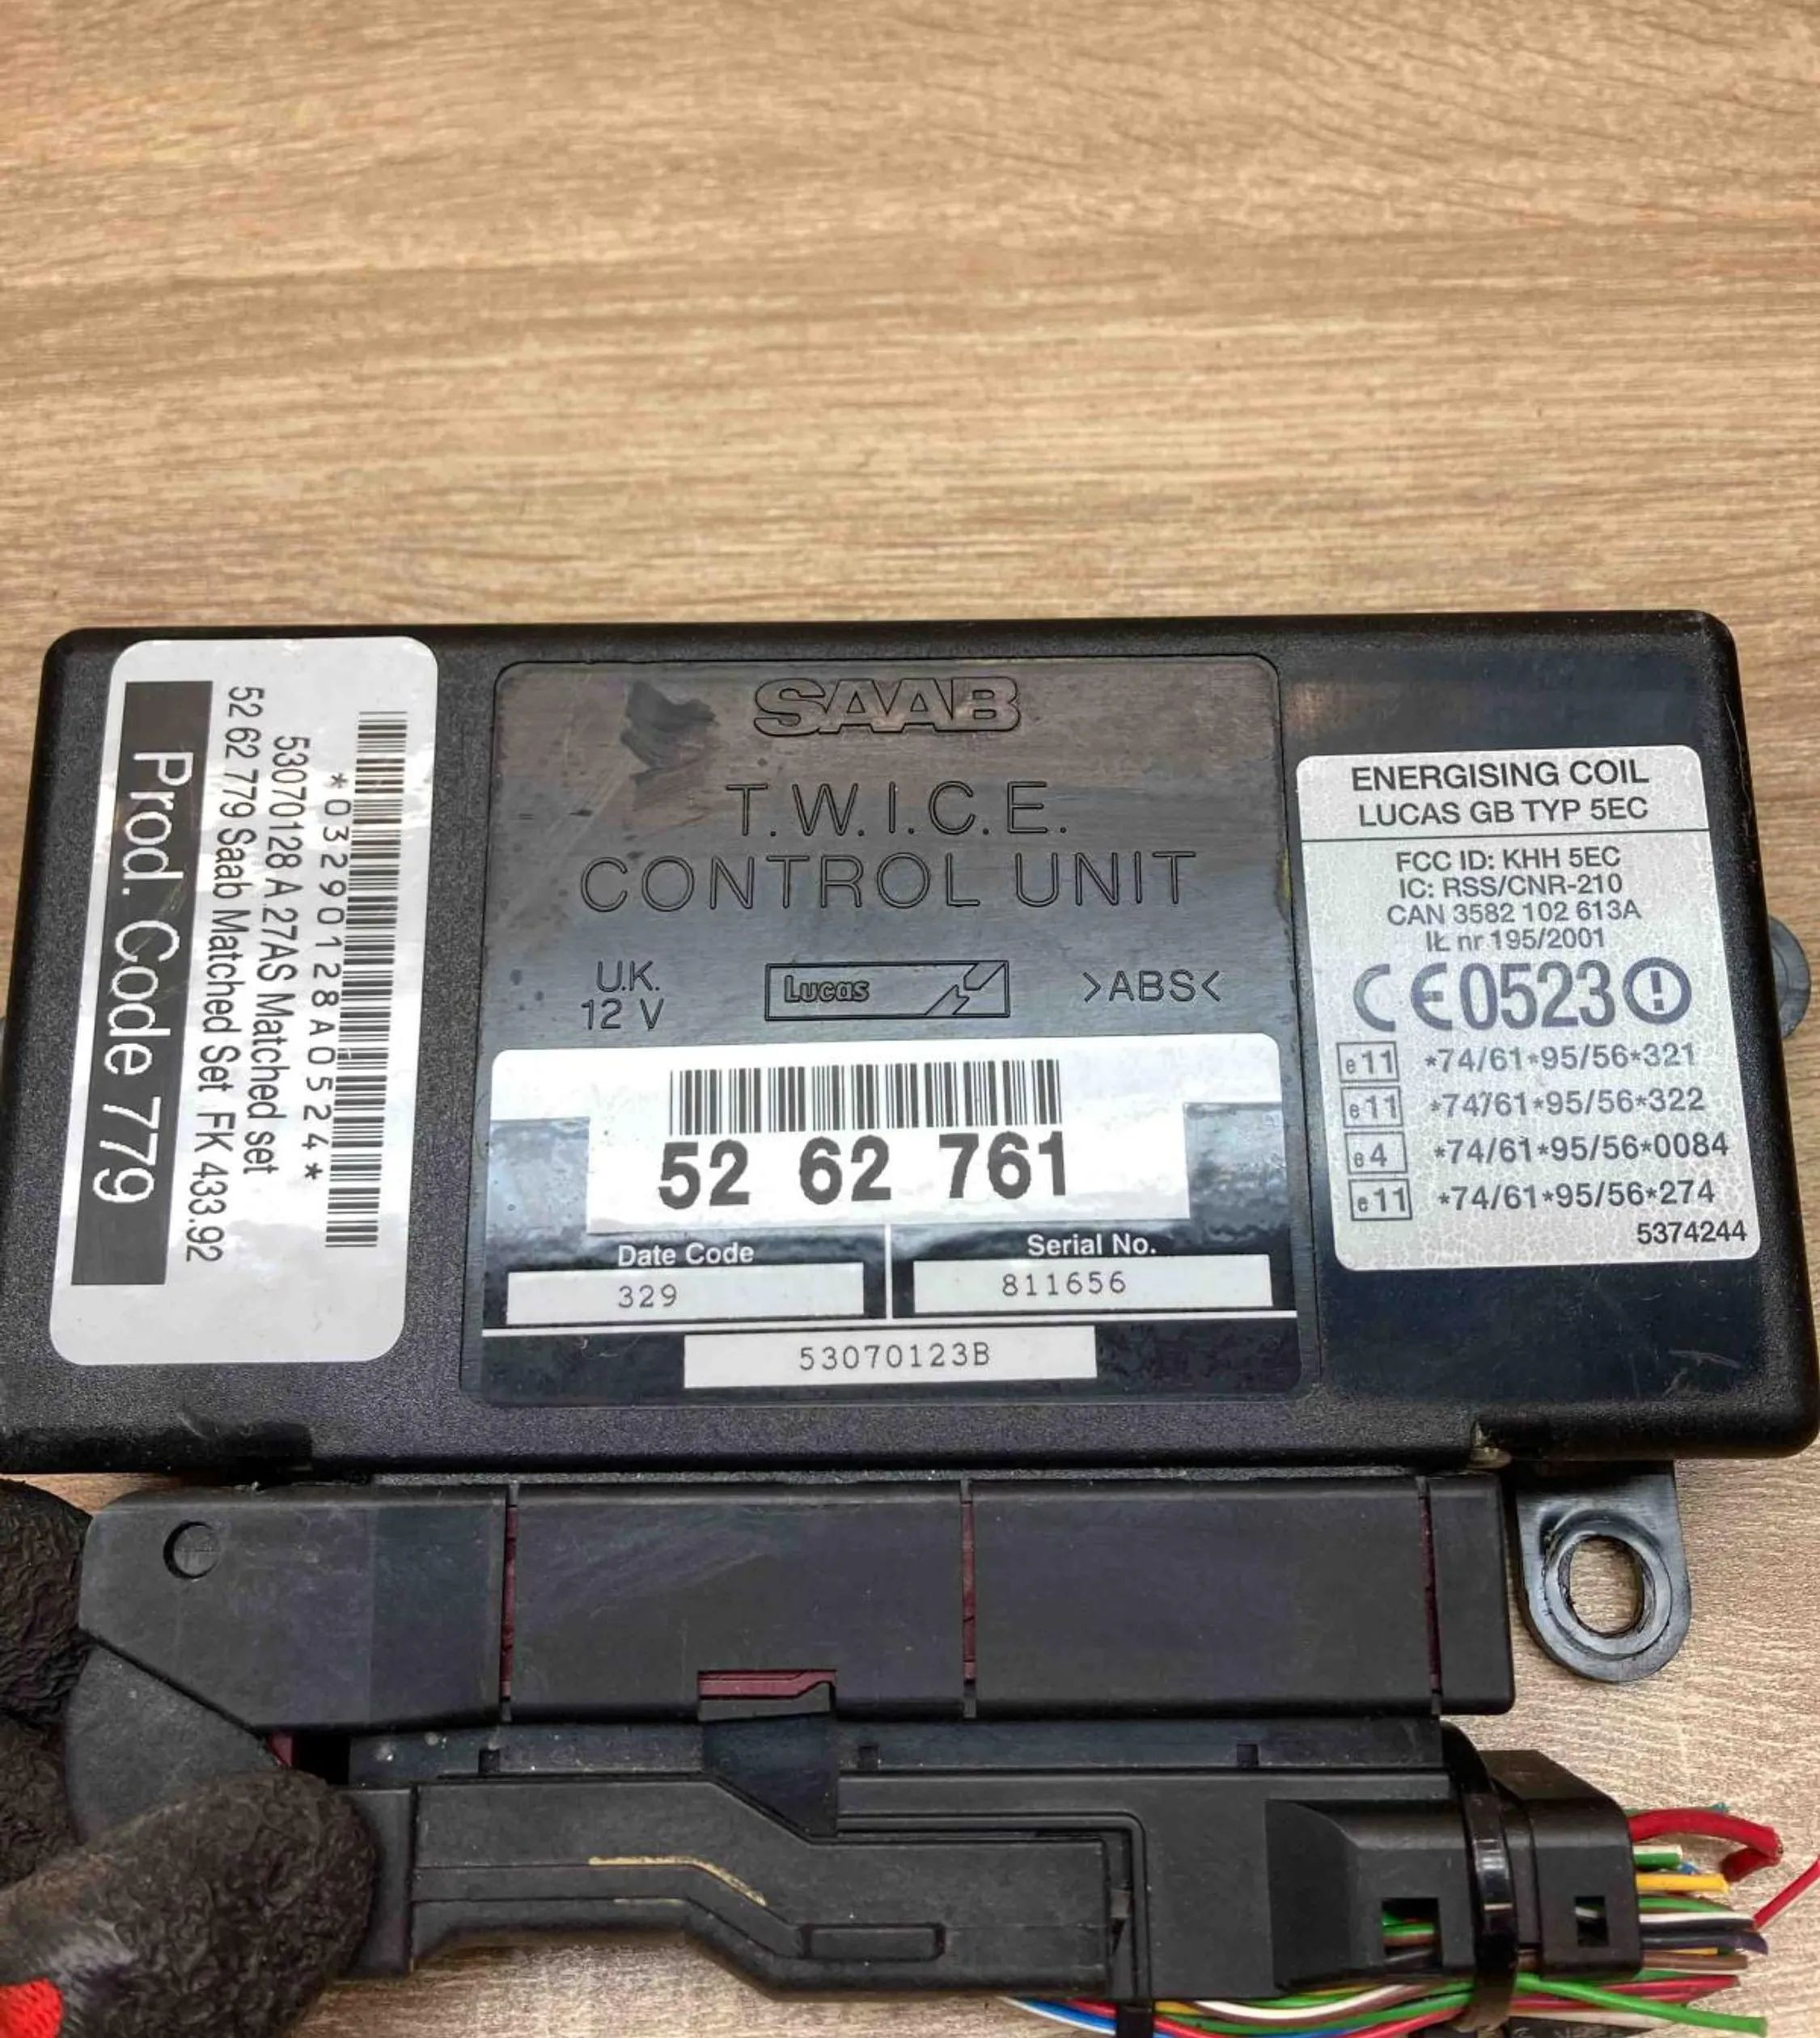 Prod. Code 779
52 62 779 Saab Matched Set FK 433.92
53070128 A 27AS Matched set
*03290128A0524*
SAAB
T.W.I.C.E.
CONTROL UNIT
U.K.
12 V
Lucas
>ABS<
52 62 761
Date Code
329
Serial No.
811656
53070123B
ENERGISING COIL
LUCAS GB TYP 5EC
FCC ID: KHH 5EC
IC: RSS/CNR-210
CAN 3582 102 613A
IŁ nr 195/2001
CE0523
e11 *74/61*95/56*321
e11 *74/61*95/56*322
e4 *74/61*95/56*0084
e11 *74/61*95/56*274
5374244